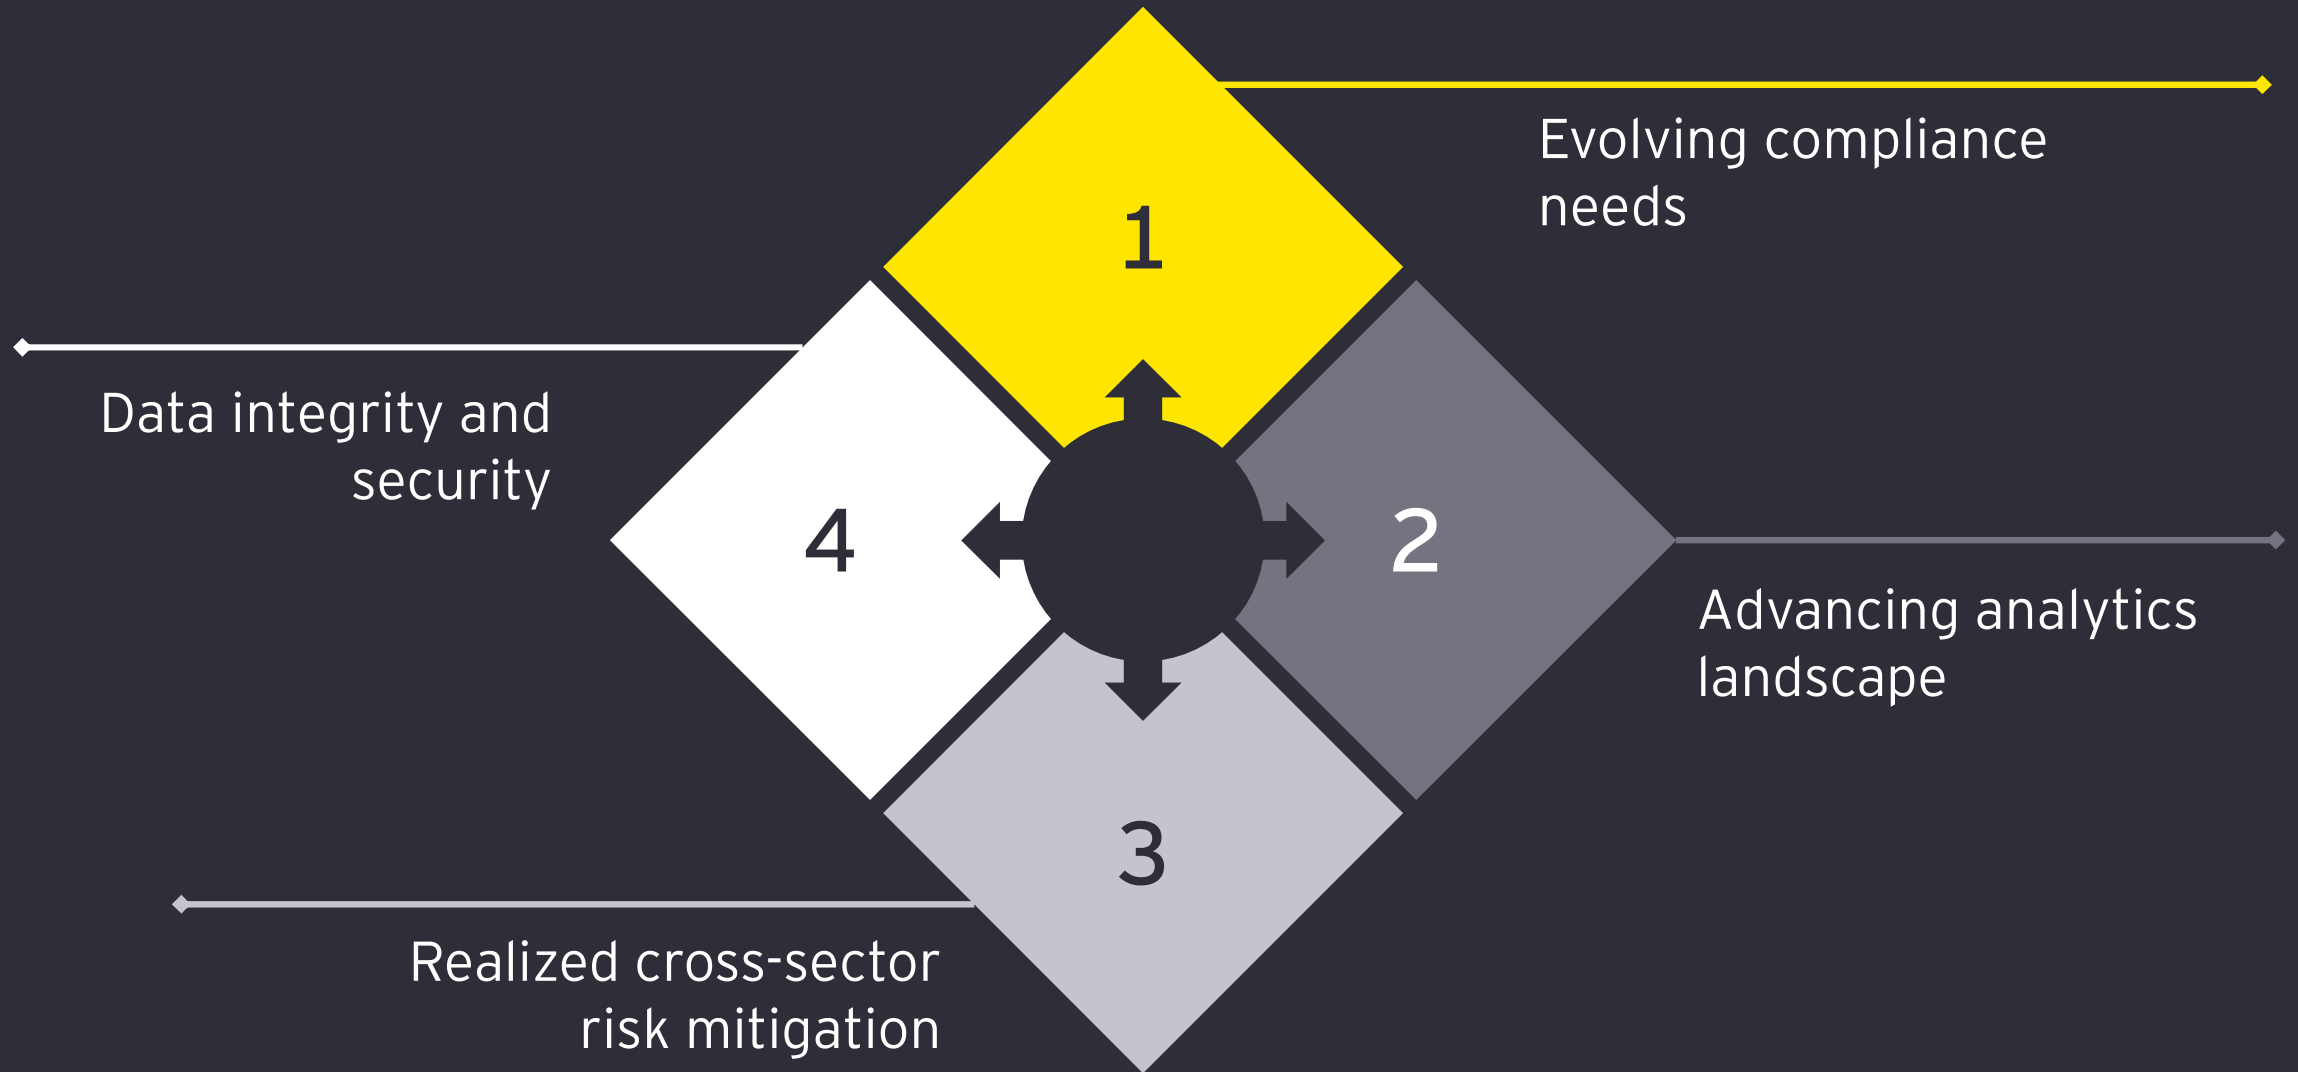 1
Evolving compliance
needs
2
Advancing analytics
landscape
3
Realized cross-sector
risk mitigation
4
Data integrity and
security